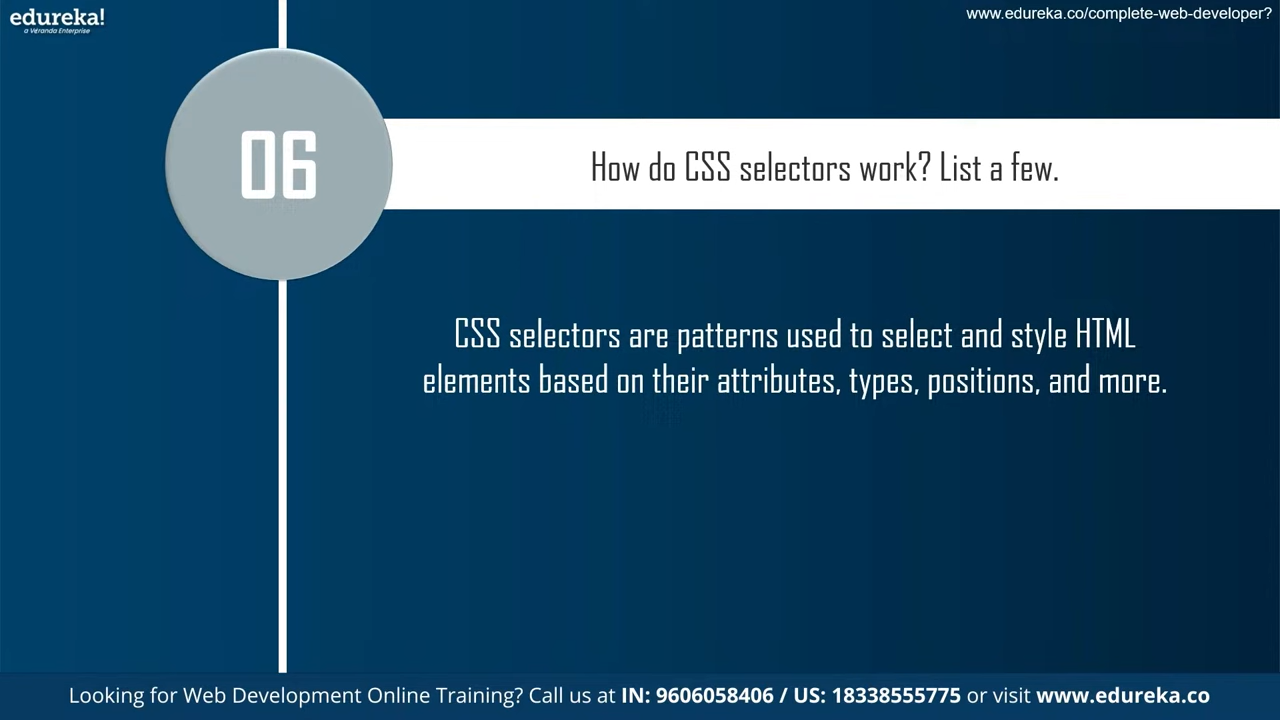 edureka!
a Veranda Enterprise
www.edureka.co/complete-web-developer?
06
How do CSS selectors work? List a few.
CSS selectors are patterns used to select and style HTML
elements based on their attributes, types, positions, and more.
Looking for Web Development Online Training? Call us at IN: 9606058406 / US: 18338555775 or visit www.edureka.co